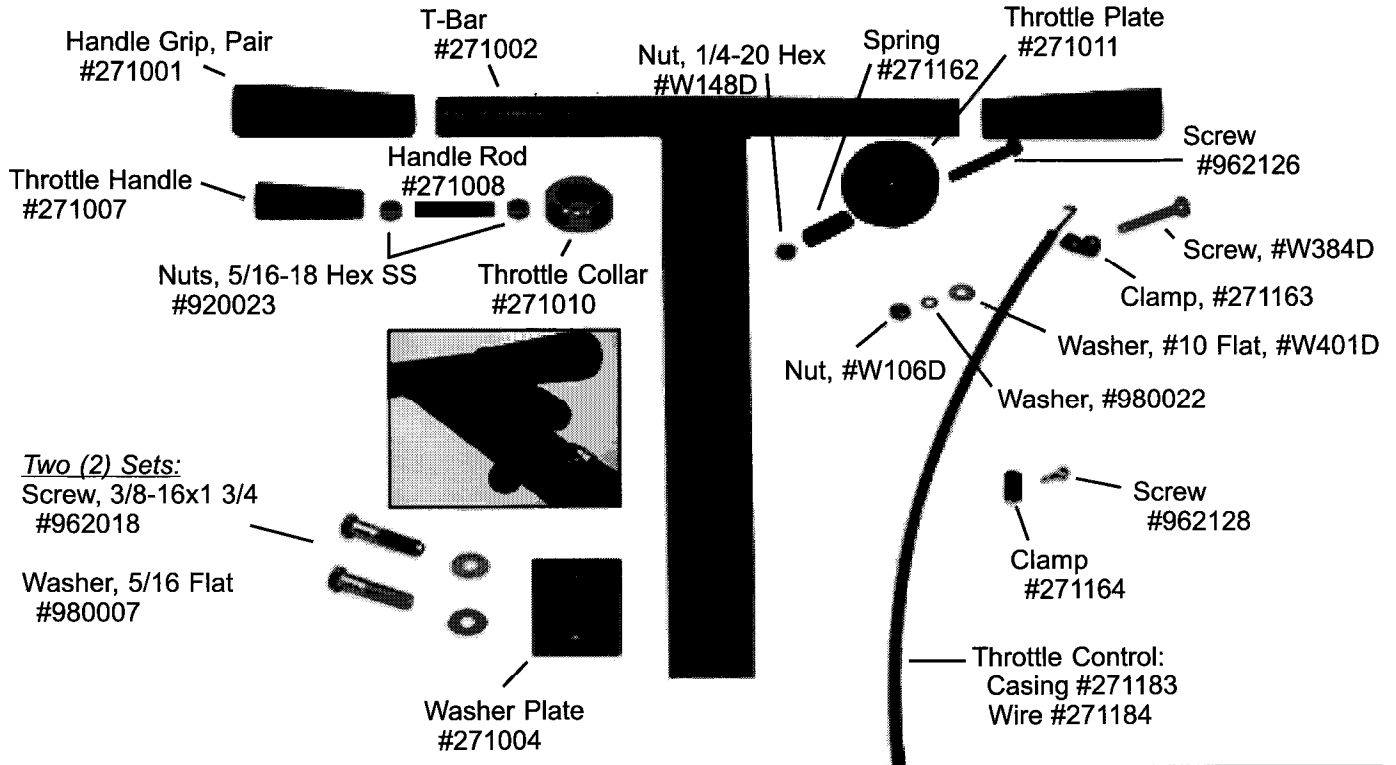 Handle Grip, Pair
#271001
T-Bar
#271002
Nut, 1/4-20 Hex
#W148D
Spring
#271162
Throttle Plate
#271011
Screw
#962126
Throttle Handle
#271007
Handle Rod
#271008
Nuts, 5/16-18 Hex SS
#920023
Throttle Collar
#271010
Screw, #W384D
Clamp, #271163
Washer, #10 Flat, #W401D
Nut, #W106D
Washer, #980022
Two (2) Sets:
Screw, 3/8-16x1 3/4
#962018
Washer, 5/16 Flat
#980007
Washer Plate
#271004
Screw
#962128
Clamp
#271164
Throttle Control:
Casing #271183
Wire #271184